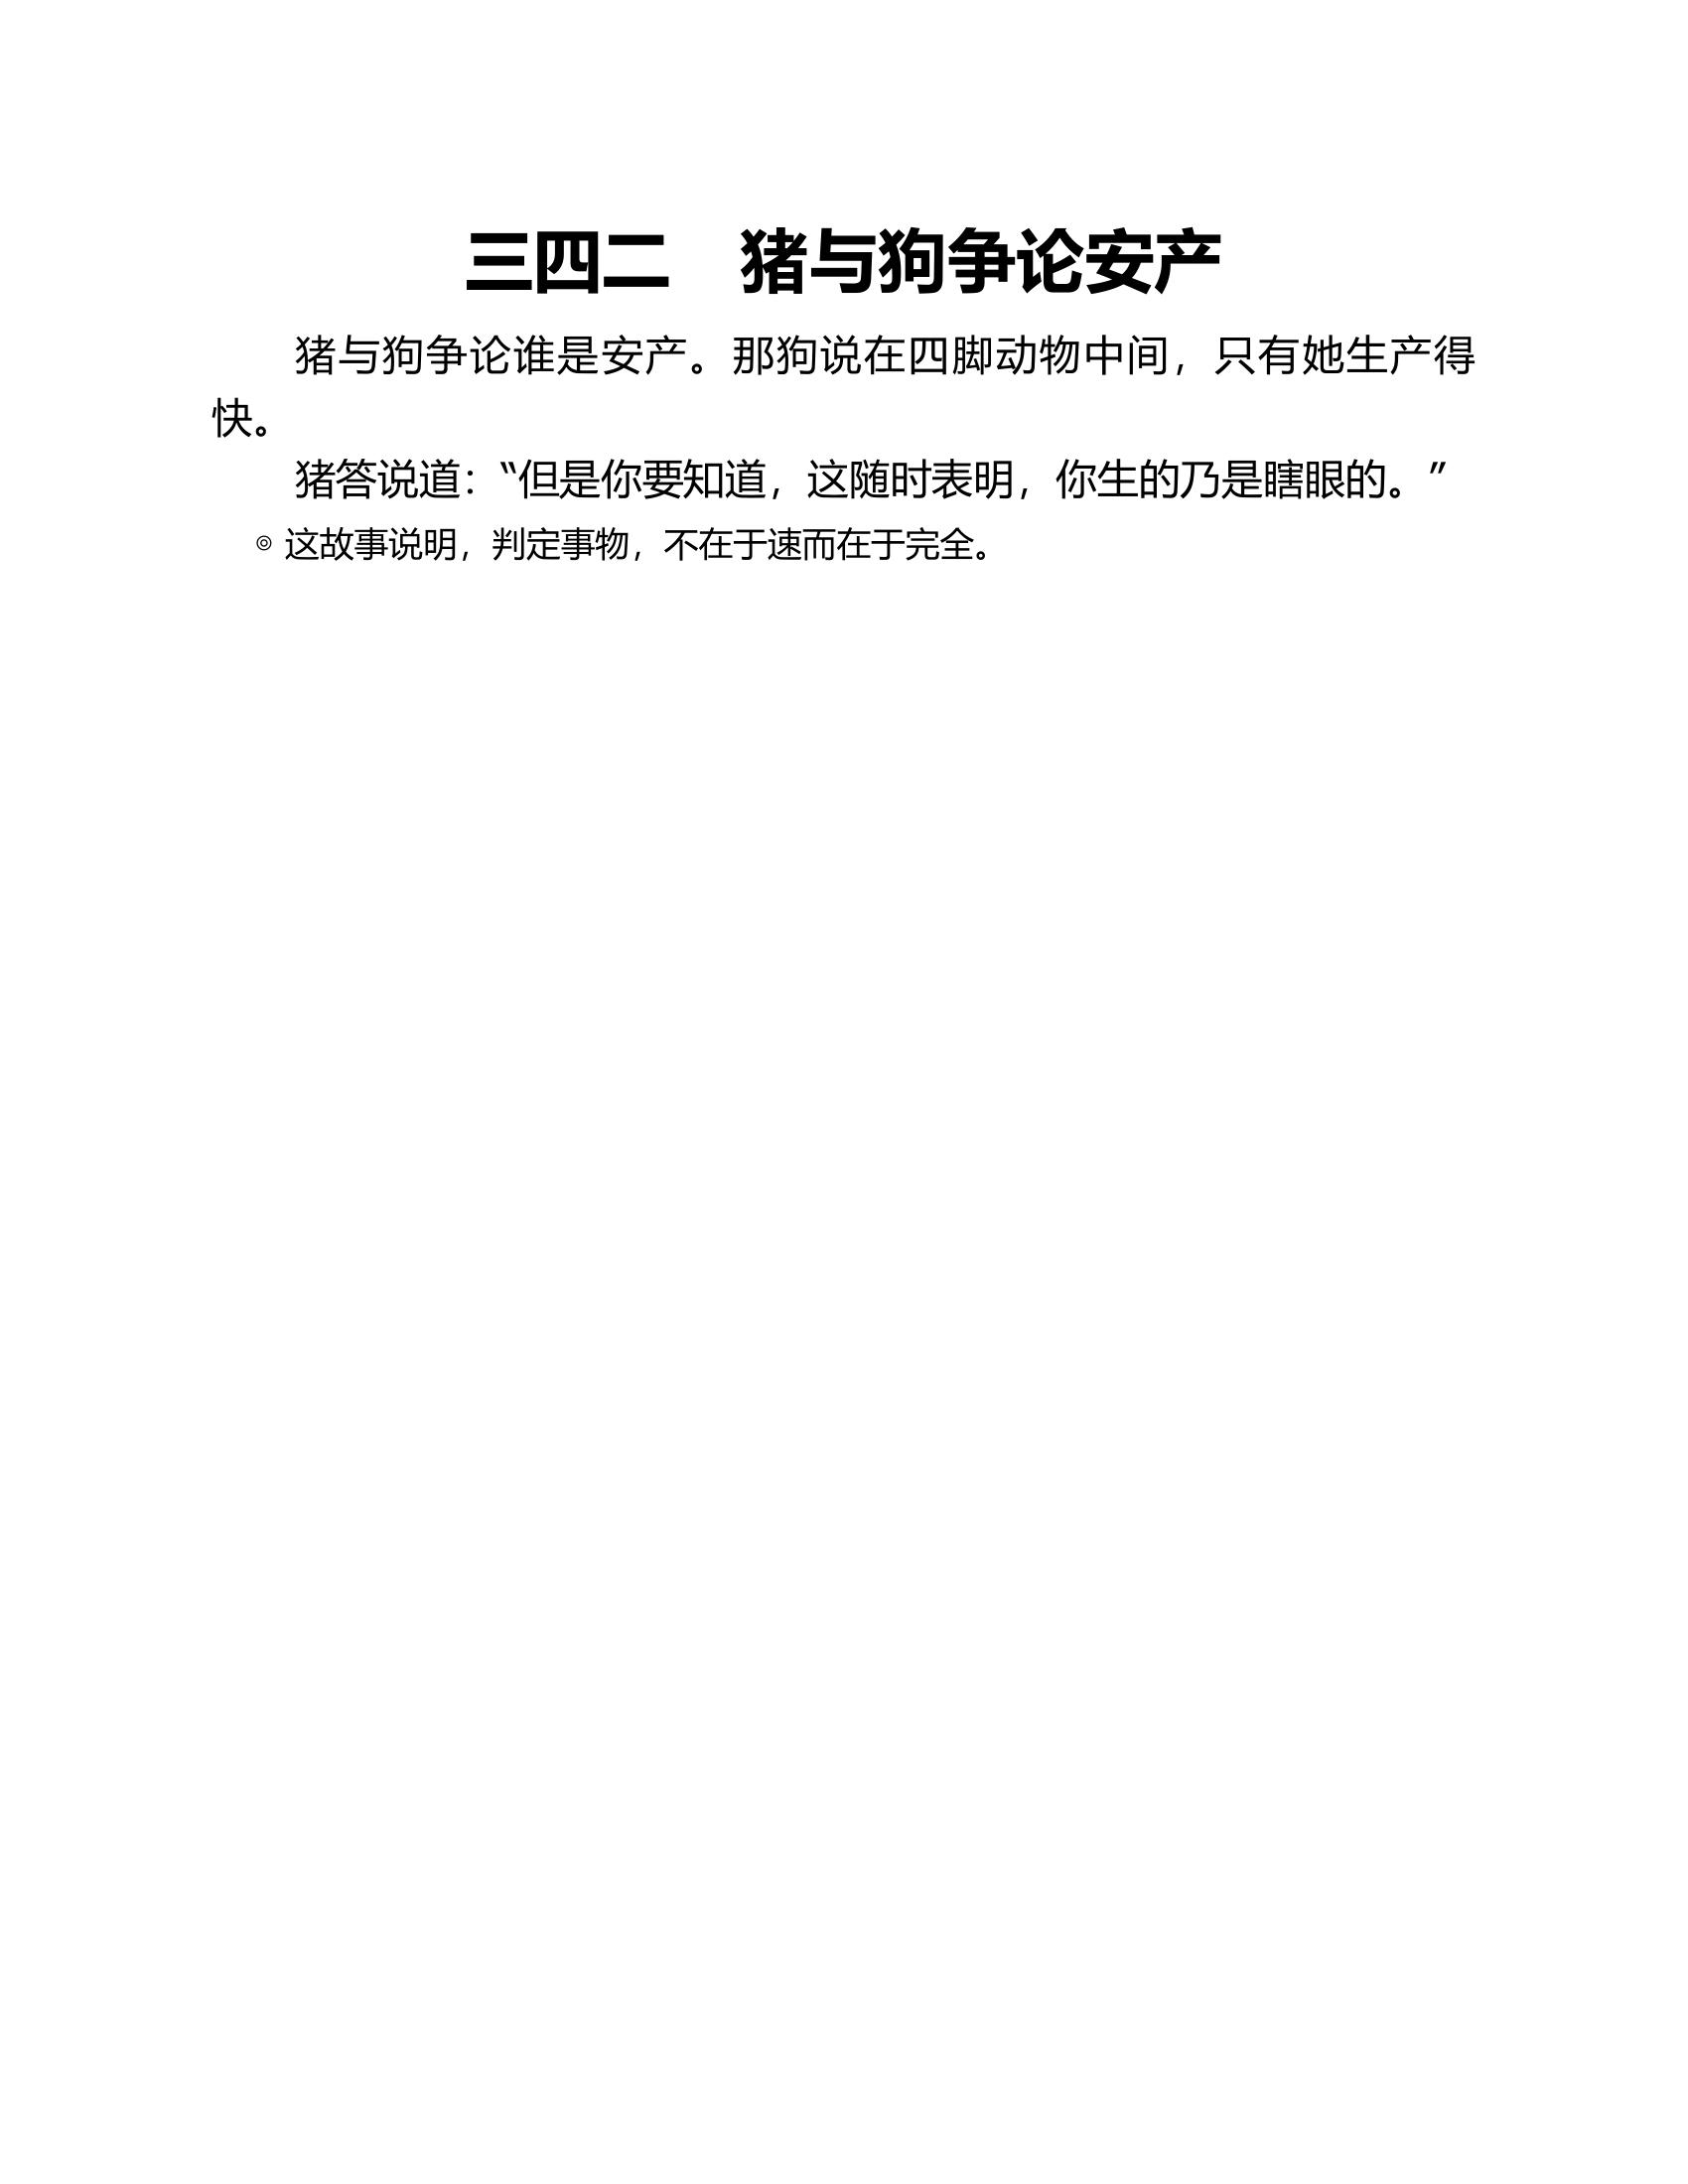 三四二　猪与狗争论安产
猪与狗争论谁是安产。那狗说在四脚动物中间，只有她生产得
快。
猪答说道：“但是你要知道，这随时表明，你生的乃是瞎眼的。”
◎ 这故事说明，判定事物，不在于速而在于完全。